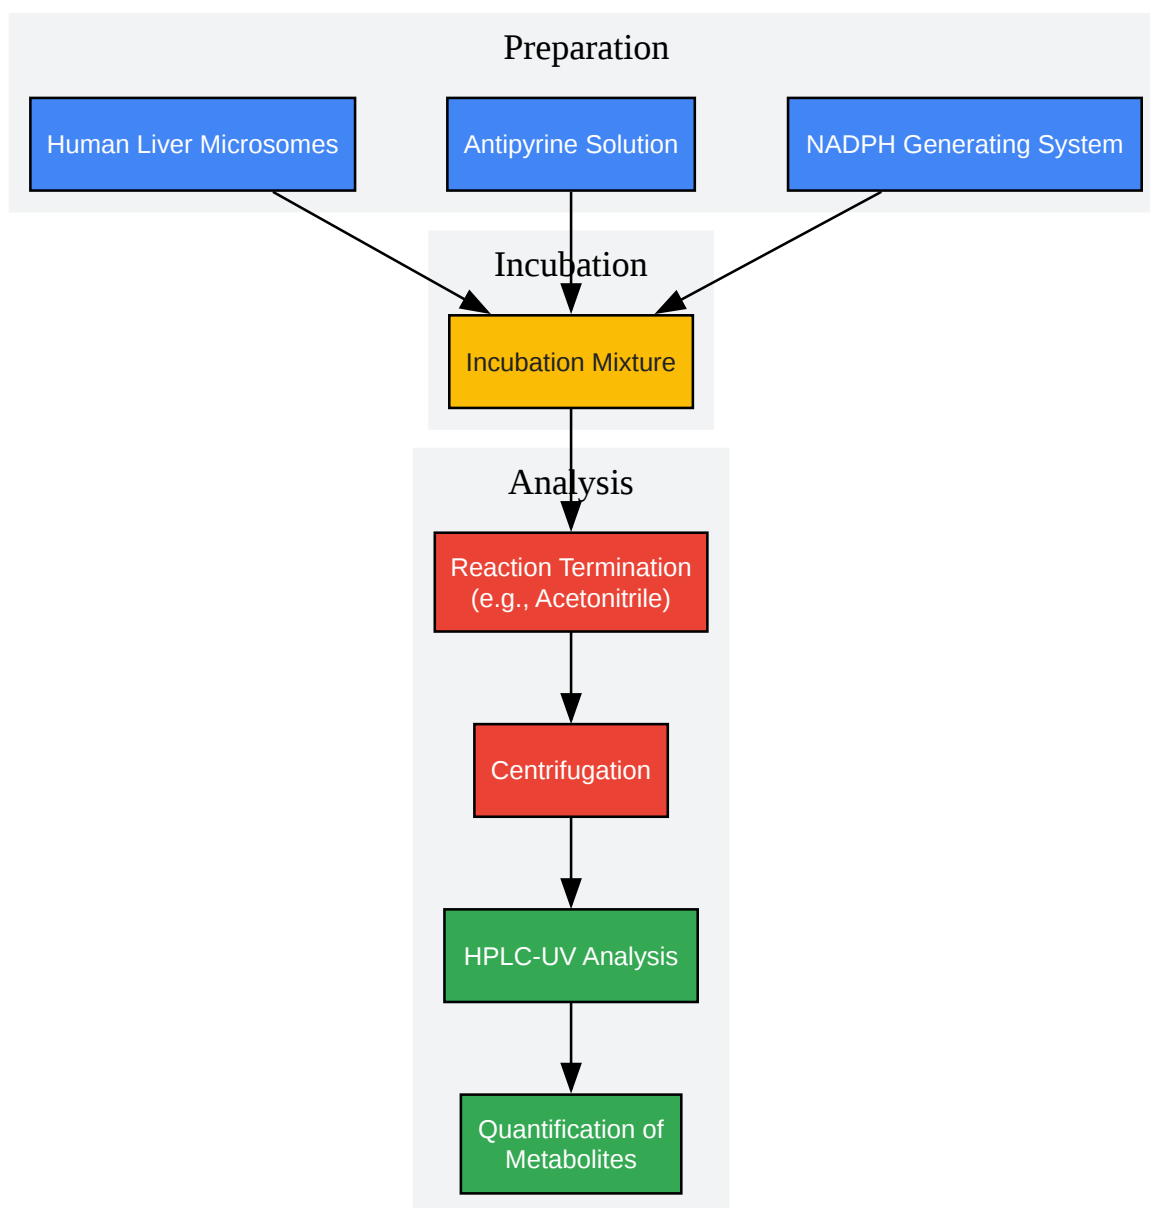 Preparation
Human Liver Microsomes
Antipyrine Solution
NADPH Generating System
Incubation
Incubation Mixture
Analysis
Reaction Termination
(e.g., Acetonitrile)
Centrifugation
HPLC-UV Analysis
Quantification of
Metabolites